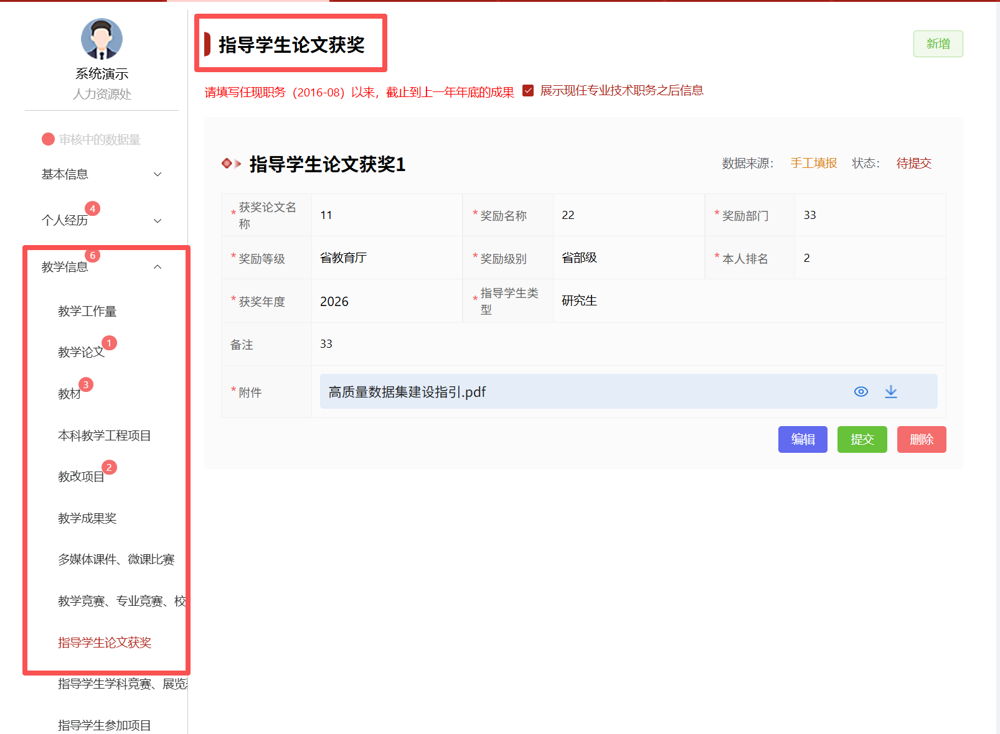 系统演示
人力资源处
审核中的数据量
基本信息
4
个人经历
6
教学信息
教学工作量
1
教学论文
3
教材
本科教学工程项目
2
教改项目
教学成果奖
多媒体课件、微课比赛
教学竞赛、专业竞赛、校
指导学生论文获奖
指导学生学科竞赛、展览
指导学生参加项目
指导学生论文获奖
新增
请填写任现职务（2016-08）以来，截止到上一年年底的成果 展示现任专业技术职务之后信息
指导学生论文获奖1
数据来源： 手工填报 状态： 待提交
*获奖论文名称 11 *奖励名称 22 *奖励部门 33
*奖励等级 省教育厅 *奖励级别 省部级 *本人排名 2
*获奖年度 2026 *指导学生类型 研究生
备注 33
*附件 高质量数据集建设指引.pdf
编辑 提交 删除